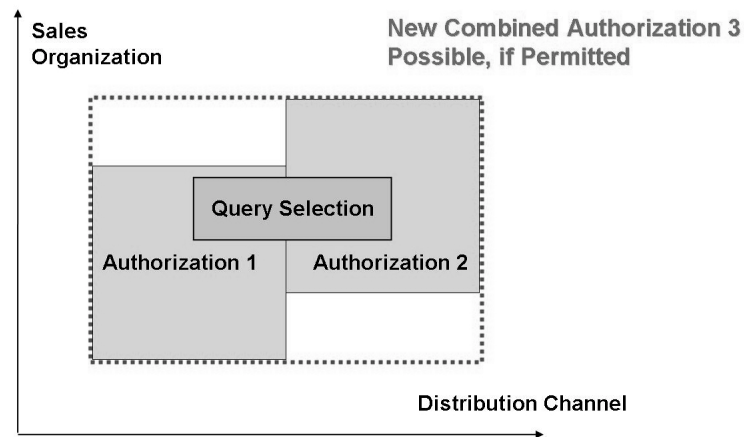 Sales
Organization
New Combined Authorization 3
Possible, if Permitted
Query Selection
Authorization 1
Authorization 2
Distribution Channel